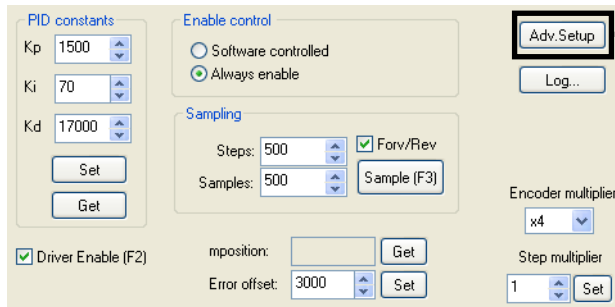 PID constants
Kp 1500
Ki 70
Kd 17000
Set
Get
Driver Enable (F2)
Enable control
Software controlled
Always enable
Sampling
Steps: 500
Forv/Rev
Samples: 500
Sample (F3)
mposition:
Get
Error offset: 3000
Set
Adv.Setup
Log...
Encoder multiplier
x4
Step multiplier
1
Set